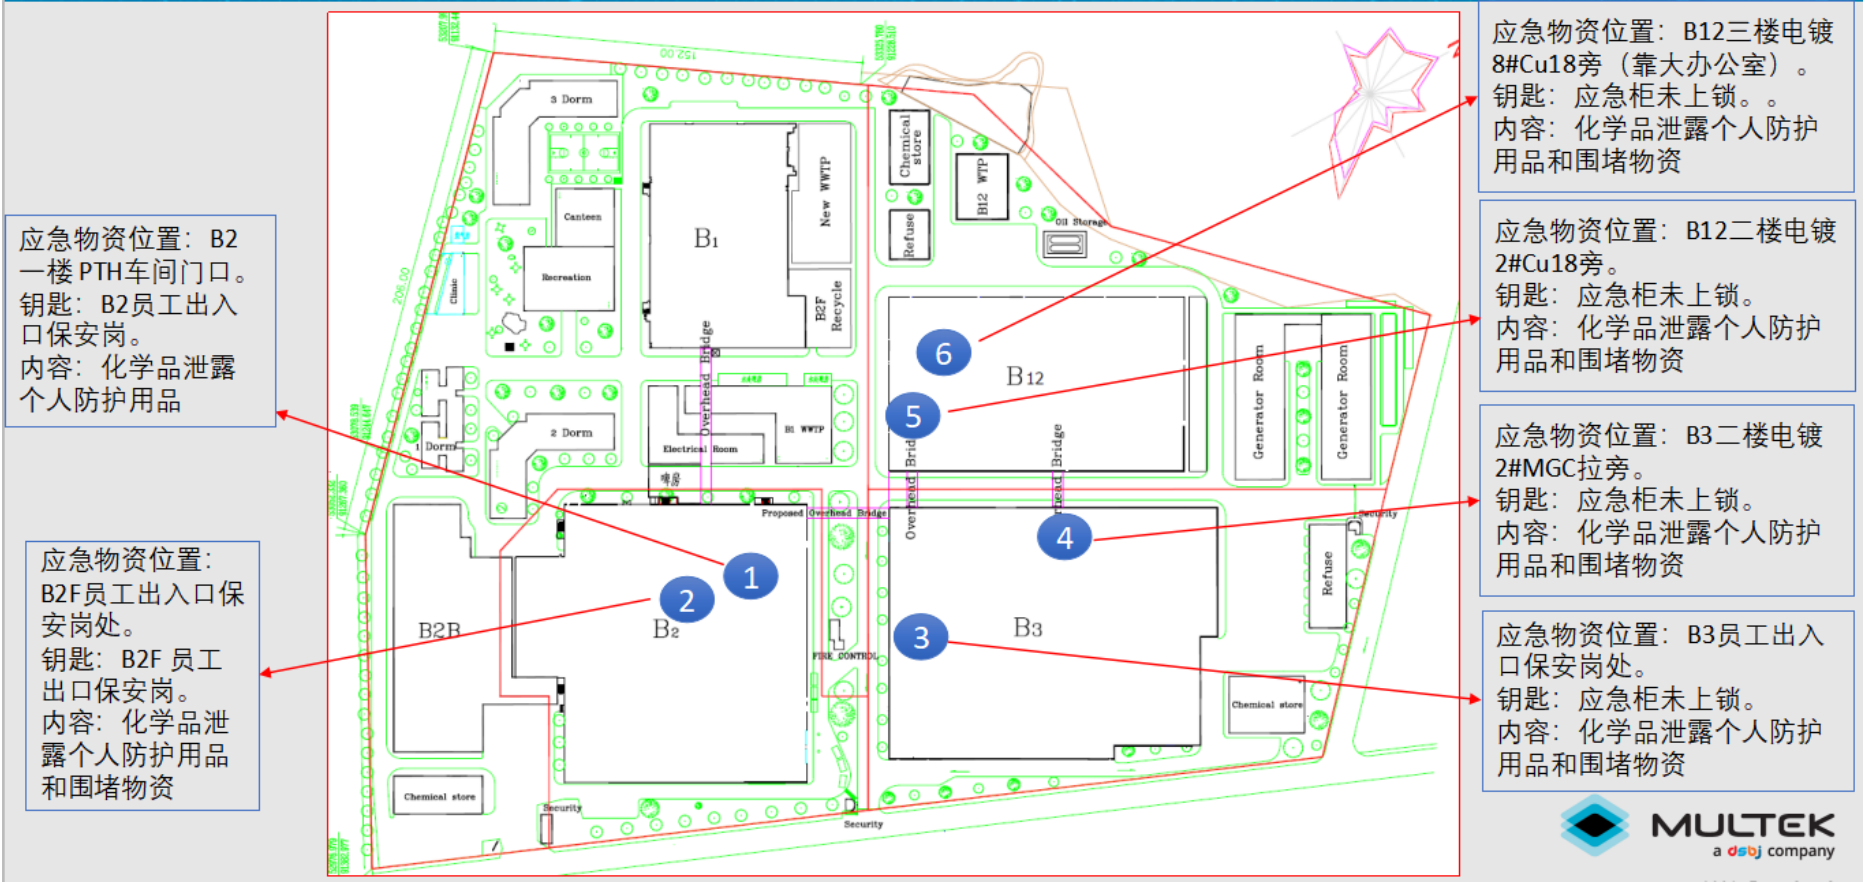 应急物资位置：B2
一楼 PTH车间门口。
钥匙：B2员工出入
口保安岗。
内容：化学品泄露
个人防护用品
应急物资位置：
B2F员工出入口保
安岗处。
钥匙：B2F 员工
出口保安岗。
内容：化学品泄
露个人防护用品
和围堵物资
152.00
206.00
3 Dorm
Canteen
Recreation
Clinic
1 Dorm
2 Dorm
B1
New WWTP
B2F
Recycle
Overhead Bridge
Electrical Room
B1 WWTP
啤房
Chemical
store
B12 WTP
Refuse
Oil Storage
6
B12
5
Generator Room
Generator Room
Overhead Bridge
Proposed Overhead Bridge
4
Security
1
2
B2
B2B
3
B3
FIRE CONTROL
Refuse
Chemical store
Chemical store
Security
Security
应急物资位置：B12三楼电镀
8#Cu18旁（靠大办公室）。
钥匙：应急柜未上锁。。
内容：化学品泄露个人防护
用品和围堵物资
应急物资位置：B12二楼电镀
2#Cu18旁。
钥匙：应急柜未上锁。
内容：化学品泄露个人防护
用品和围堵物资
应急物资位置：B3二楼电镀
2#MGC拉旁。
钥匙：应急柜未上锁。
内容：化学品泄露个人防护
用品和围堵物资
应急物资位置：B3员工出入
口保安岗处。
钥匙：应急柜未上锁。
内容：化学品泄露个人防护
用品和围堵物资
MULTEK
a dsbj company